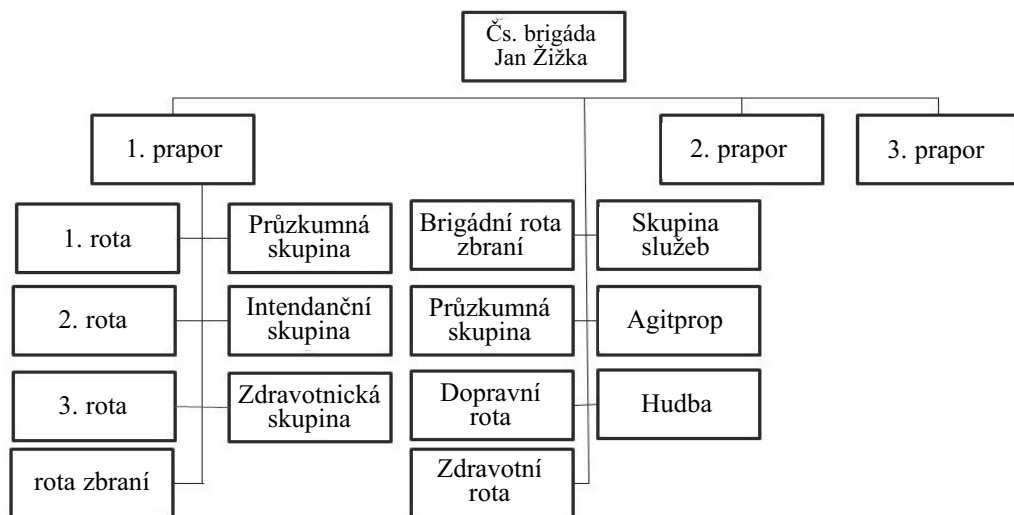 Čs. brigáda
Jan Žižka
1. prapor
2. prapor
3. prapor
1. rota
Průzkumná
skupina
Brigádní rota
zbraní
Skupina
služeb
2. rota
Intendanční
skupina
Průzkumná
skupina
Agitprop
3. rota
Zdravotnická
skupina
Dopravní
rota
Hudba
rota zbraní
Zdravotní
rota